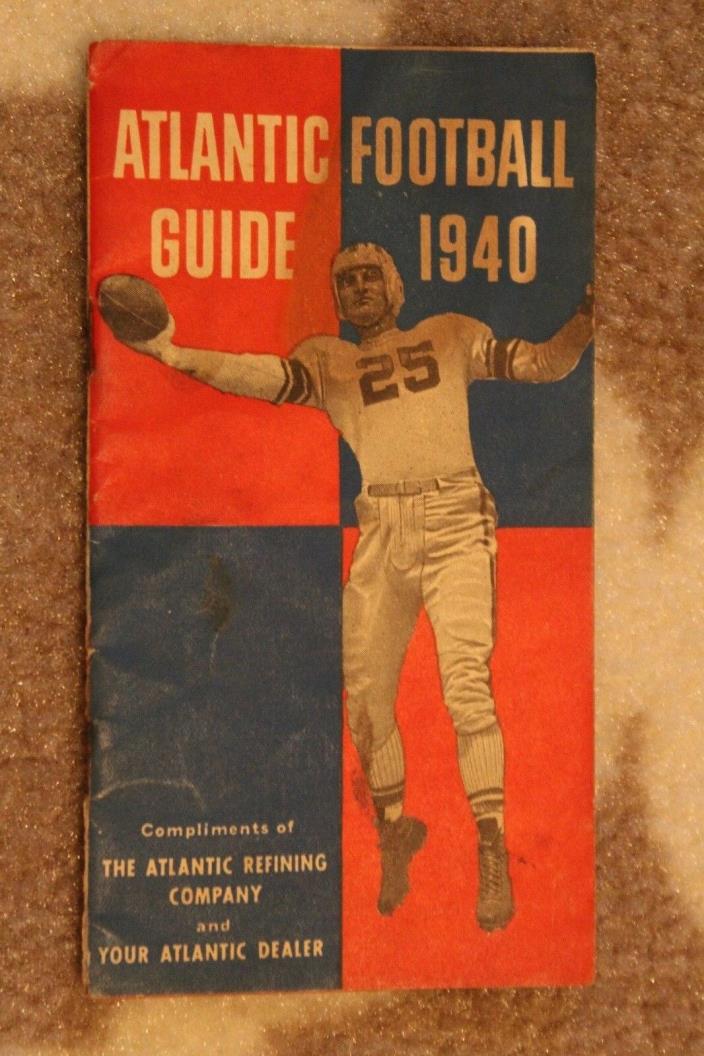 ATLANTIC FOOTBALL
GUIDE 1940
25
Compliments of
THE ATLANTIC REFINING
COMPANY
and
YOUR ATLANTIC DEALER